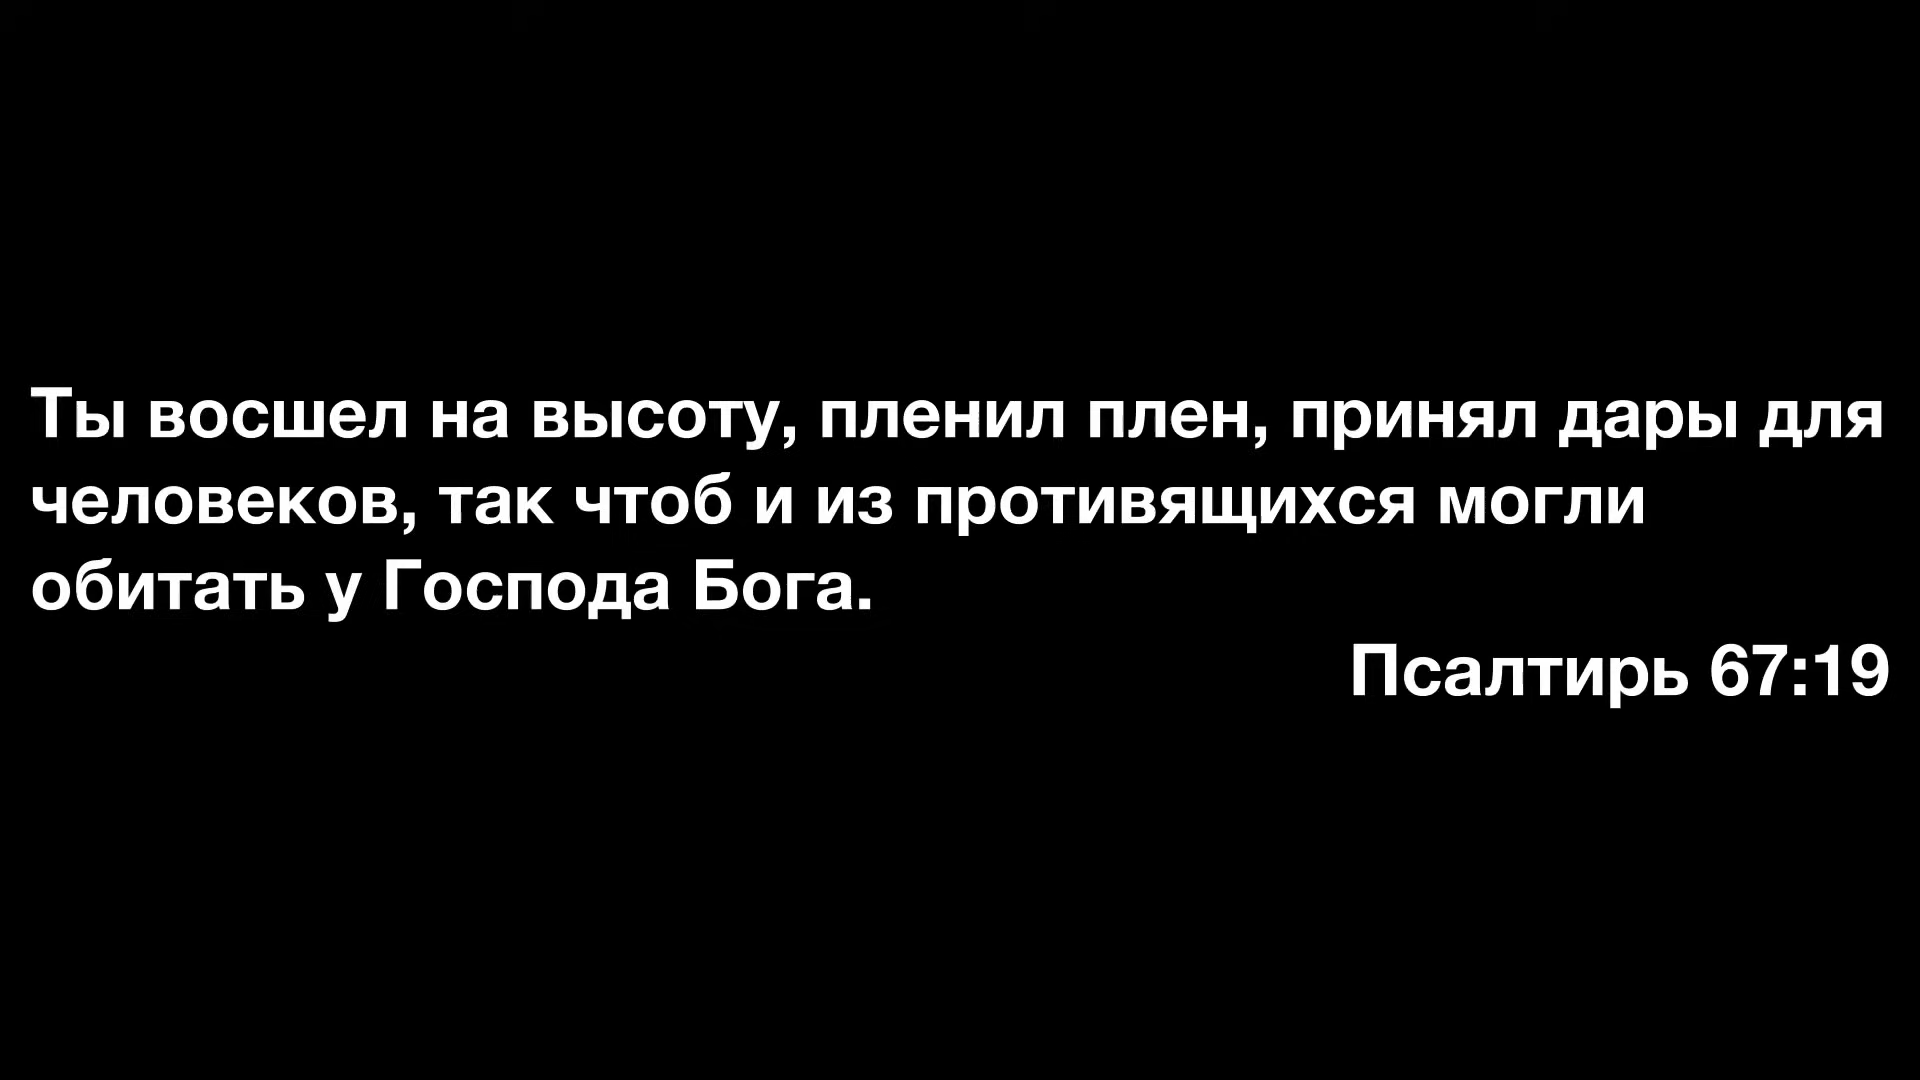 Ты восшел на высоту, пленил плен, принял дары для
человеков, так чтоб и из противящихся могли
обитать у Господа Бога.
Псалтирь 67:19